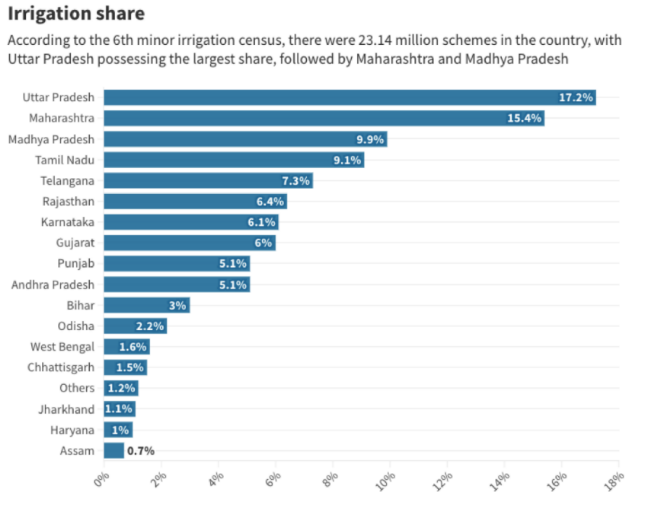 Irrigation share
According to the 6th minor irrigation census, there were 23.14 million schemes in the country, with
Uttar Pradesh possessing the largest share, followed by Maharashtra and Madhya Pradesh
Uttar Pradesh 17.2%
Maharashtra 15.4%
Madhya Pradesh 9.9%
Tamil Nadu 9.1%
Telangana 7.3%
Rajasthan 6.4%
Karnataka 6.1%
Gujarat 6%
Punjab 5.1%
Andhra Pradesh 5.1%
Bihar 3%
Odisha 2.2%
West Bengal 1.6%
Chhattisgarh 1.5%
Others 1.2%
Jharkhand 1.1%
Haryana 1%
Assam 0.7%
0% 2% 4% 6% 8% 10% 12% 14% 16% 18%